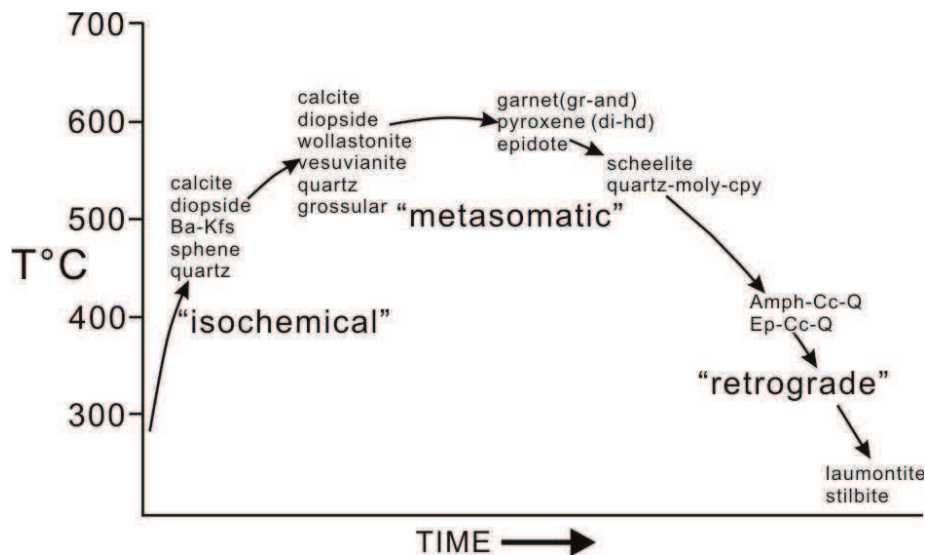 700
600
500
400
300
T°C
calcite
diopside
Ba-Kfs
sphene
quartz
“isochemical”
calcite
diopside
wollastonite
vesuvianite
quartz
grossular
“metasomatic”
garnet(gr-and)
pyroxene (di-hd)
epidote
scheelite
quartz-moly-cpy
Amph-Cc-Q
Ep-Cc-Q
“retrograde”
laumontite
stilbite
TIME